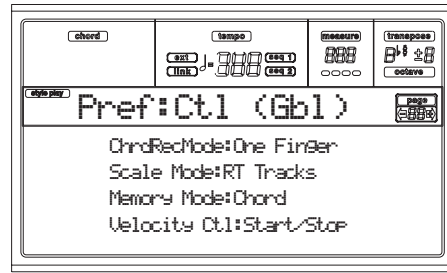 chord tempo measure transpose
ext seq 1
link seq 2
octave
style play Pref:Ctl (Gbl) page
ChrdRecMode:One Finger
Scale Mode:RT Tracks
Memory Mode:Chord
Velocity Ctl:Start/Stop